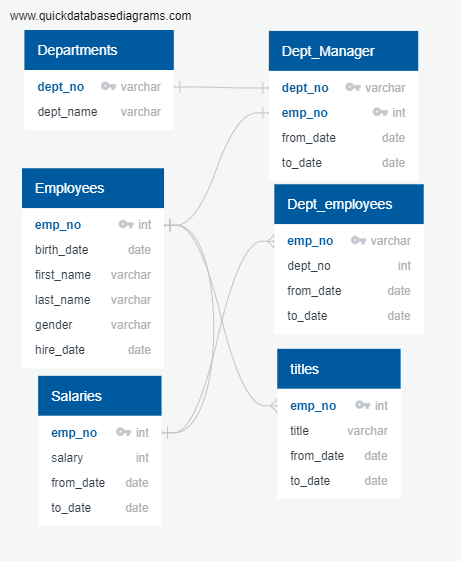 www.quickdatabasediagrams.com
Departments
dept_no varchar
dept_name varchar
Dept_Manager
dept_no varchar
emp_no int
from_date date
to_date date
Employees
emp_no int
birth_date date
first_name varchar
last_name varchar
gender varchar
hire_date date
Dept_employees
emp_no varchar
dept_no int
from_date date
to_date date
Salaries
emp_no int
salary int
from_date date
to_date date
titles
emp_no int
title varchar
from_date date
to_date date